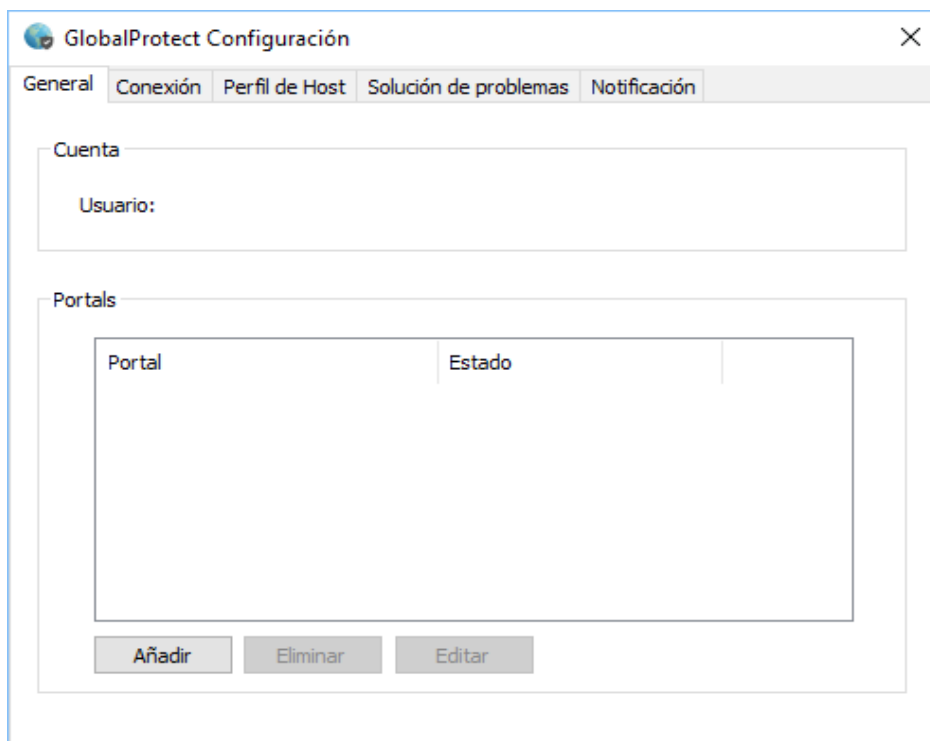 GlobalProtect Configuración
General Conexión Perfil de Host Solución de problemas Notificación
Cuenta
Usuario:
Portals
Portal Estado
Añadir Eliminar Editar